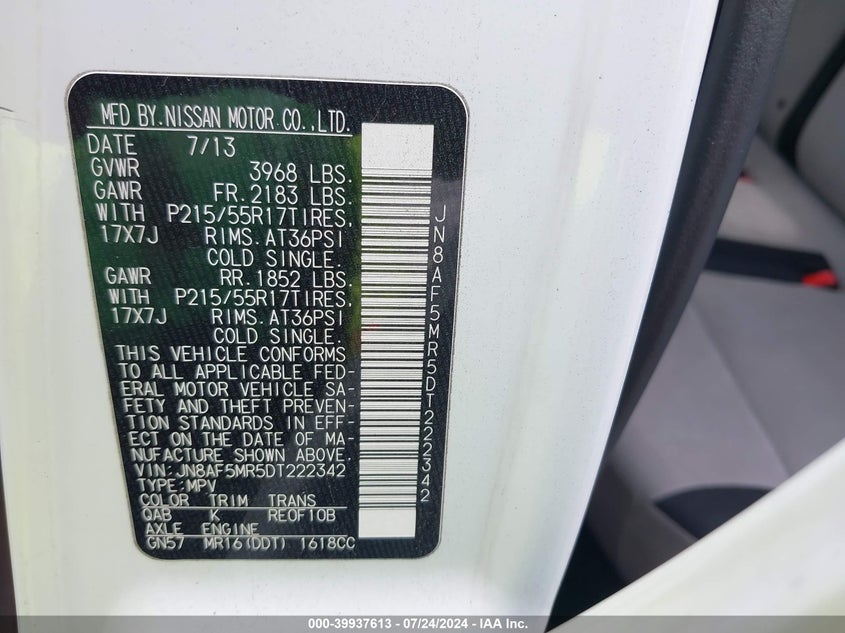 MFD BY.NISSAN MOTOR CO.,LTD.
DATE 7/13
GVWR 3968 LBS.
GAWR FR.2183 LBS.
WITH P215/55R17TIRES,
17X7J RIMS.AT36PSI
COLD SINGLE.
GAWR RR.1852 LBS.
WITH P215/55R17TIRES,
17X7J RIMS.AT36PSI
COLD SINGLE.
THIS VEHICLE CONFORMS
TO ALL APPLICABLE FED-
ERAL MOTOR VEHICLE SA-
FETY AND THEFT PREVEN-
TION STANDARDS IN EFF-
ECT ON THE DATE OF MA-
NUFACTURE SHOWN ABOVE.
VIN:JN8AF5MR5DT222342
TYPE:MPV
COLOR TRIM TRANS
QAB K RE0F10B
AXLE ENGINE
GN57 MR16(DDT) 1618CC
JN8AF5MR5DT222342
000-39937613 / 07/24/2024 - IAA Inc.